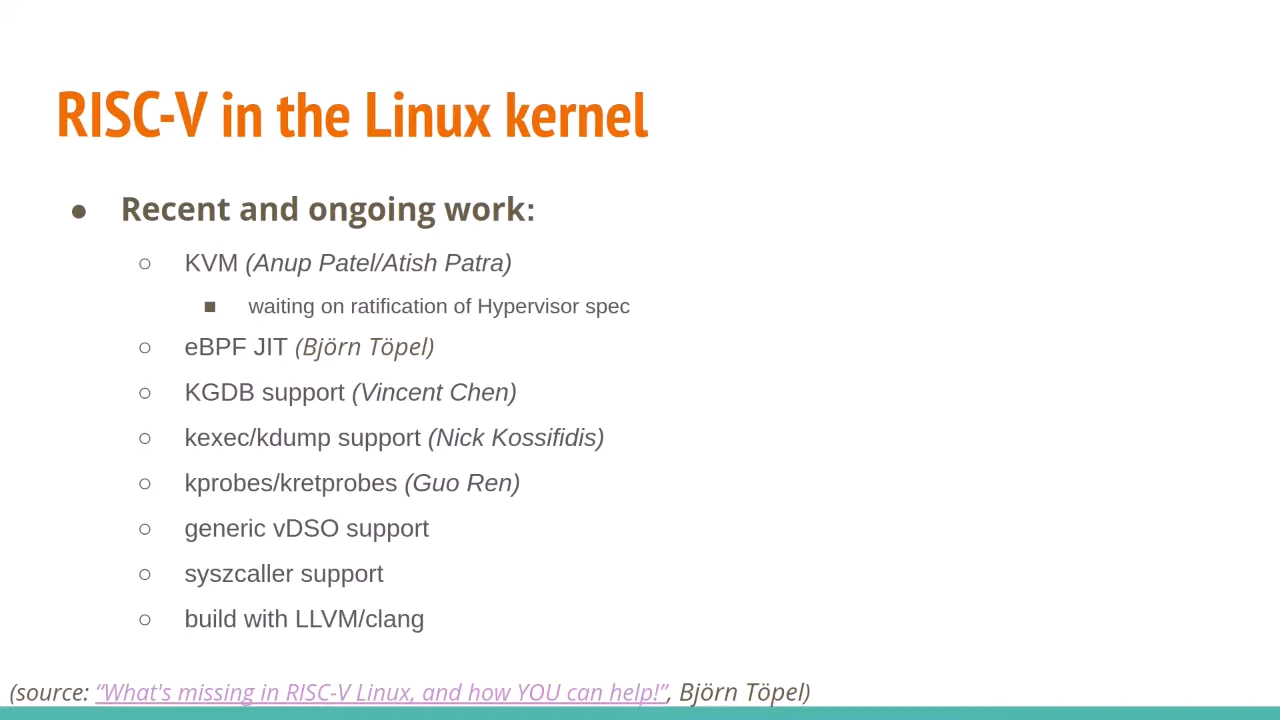 RISC-V in the Linux kernel
● Recent and ongoing work:
○ KVM (Anup Patel/Atish Patra)
■ waiting on ratification of Hypervisor spec
○ eBPF JIT (Björn Töpel)
○ KGDB support (Vincent Chen)
○ kexec/kdump support (Nick Kossifidis)
○ kprobes/kretprobes (Guo Ren)
○ generic vDSO support
○ syszcaller support
○ build with LLVM/clang
(source: “What's missing in RISC-V Linux, and how YOU can help!”, Björn Töpel)